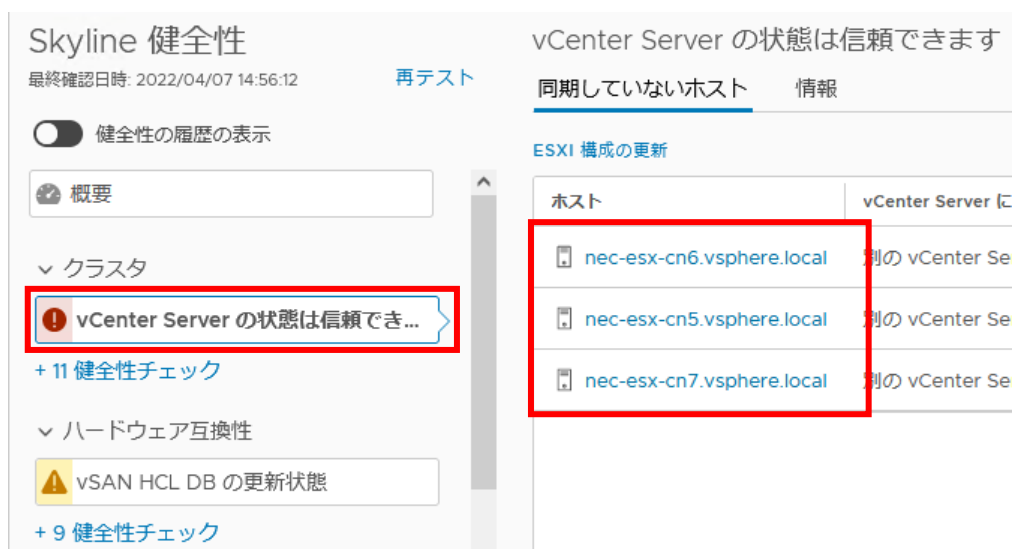 Skyline 健全性
最終確認日時: 2022/04/07 14:56:12
再テスト
健全性の履歴の表示
概要
クラスタ
vCenter Server の状態は信頼でき...
+ 11 健全性チェック
ハードウェア互換性
vSAN HCL DB の更新状態
+ 9 健全性チェック
vCenter Server の状態は信頼できます
同期していないホスト
情報
ESXI 構成の更新
ホスト
vCenter Server に
nec-esx-cn6.vsphere.local
別の vCenter Se
nec-esx-cn5.vsphere.local
別の vCenter Se
nec-esx-cn7.vsphere.local
別の vCenter Se